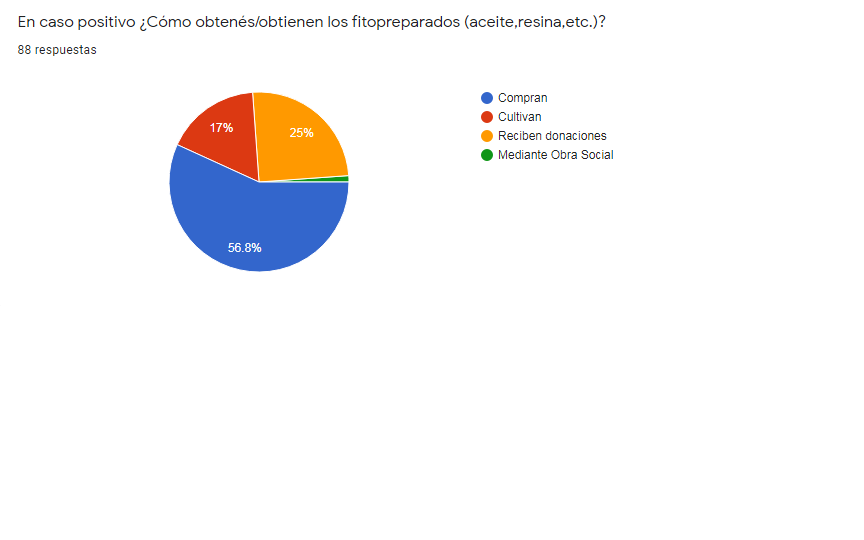 En caso positivo ¿Cómo obtenés/obtienen los fitopreparados (aceite,resina,etc.)?
88 respuestas
17%
25%
56.8%
Compran
Cultivan
Reciben donaciones
Mediante Obra Social